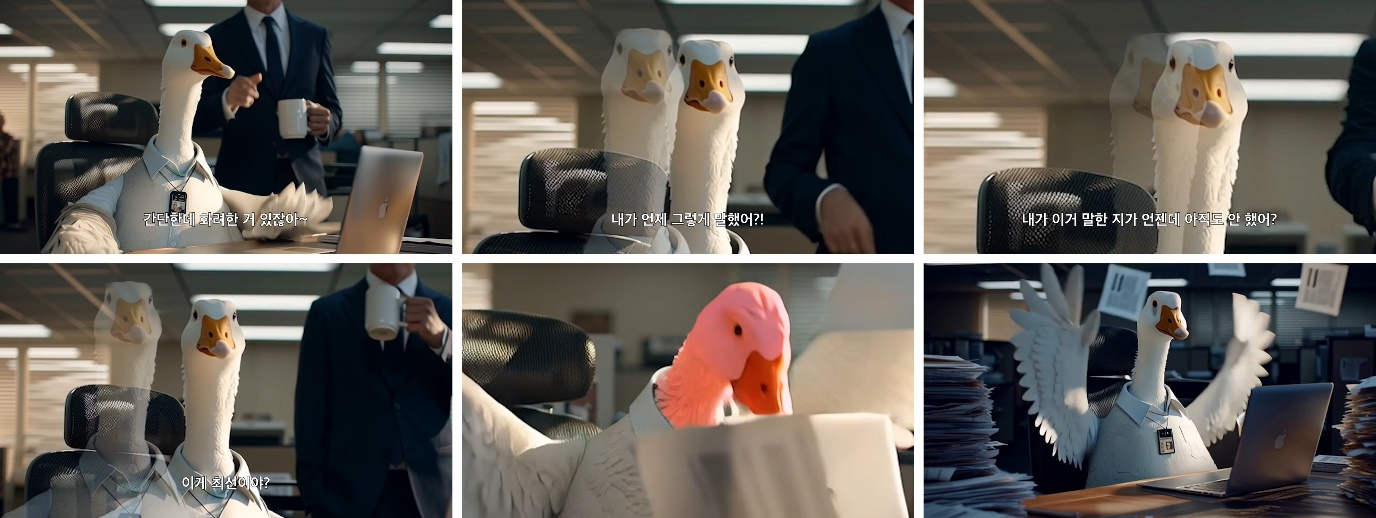 간단한데 화려한 거 있잖아~
내가 언제 그렇게 말했어?!
내가 이거 말한 지가 언젠데 아직도 안 했어?
이게 최선이야?